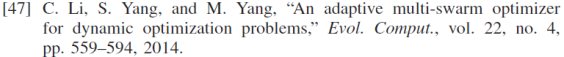 [47] C. Li, S. Yang, and M. Yang, “An adaptive multi-swarm optimizer
for dynamic optimization problems,” Evol. Comput., vol. 22, no. 4,
pp. 559–594, 2014.